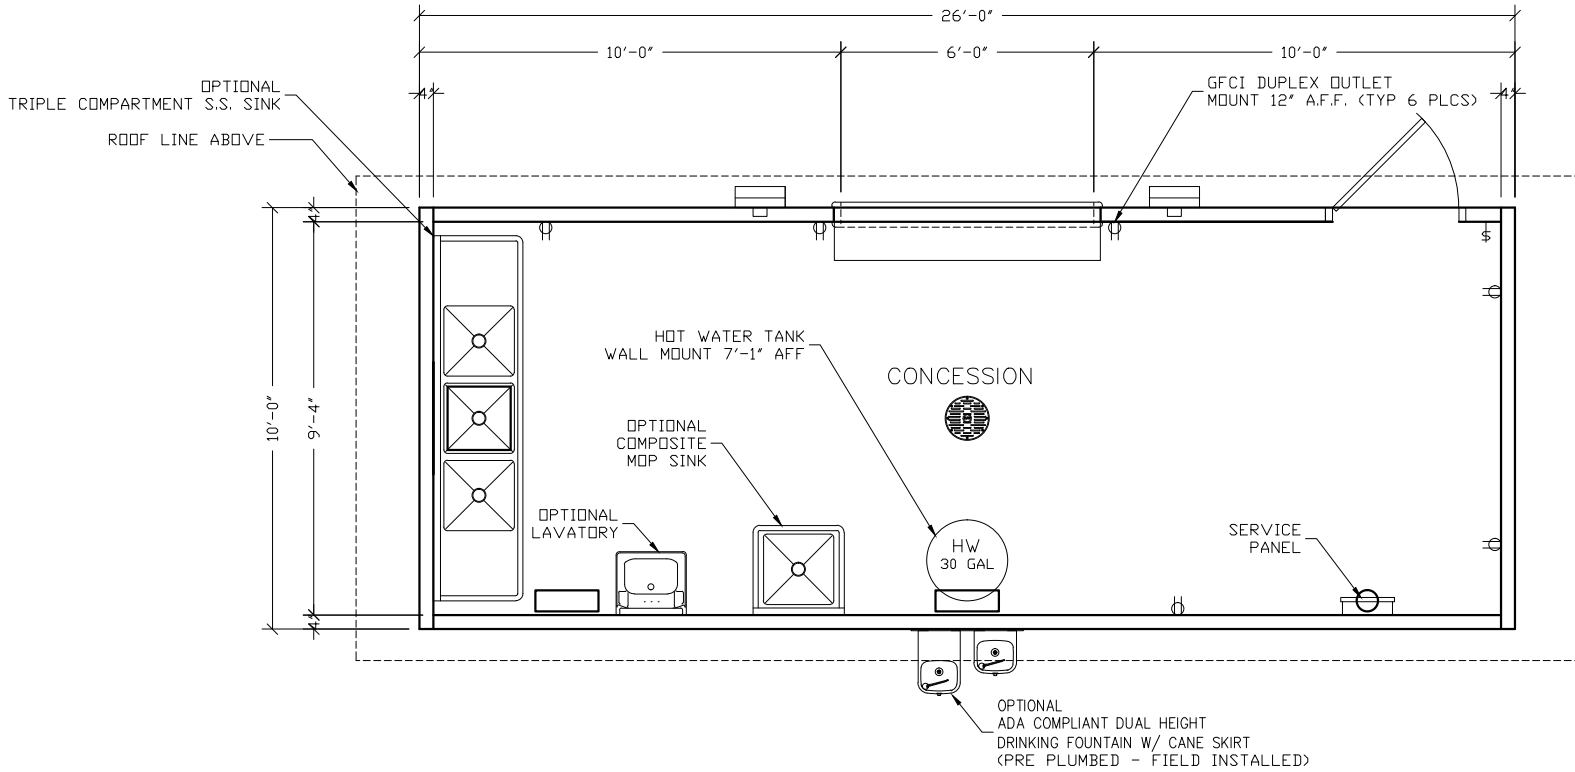 26'-0"
10'-0"
6'-0"
10'-0"
OPTIONAL
TRIPLE COMPARTMENT S.S. SINK
4"
GFCI DUPLEX OUTLET
MOUNT 12" A.F.F. (TYP 6 PLCS)
4"
ROOF LINE ABOVE
4"
$
HOT WATER TANK
WALL MOUNT 7'-1" AFF
CONCESSION
10'-0"
9'-4"
OPTIONAL
COMPOSITE
MOP SINK
OPTIONAL
LAVATORY
HW
30 GAL
SERVICE
PANEL
4"
OPTIONAL
ADA COMPLIANT DUAL HEIGHT
DRINKING FOUNTAIN W/ CANE SKIRT
(PRE PLUMBED - FIELD INSTALLED)